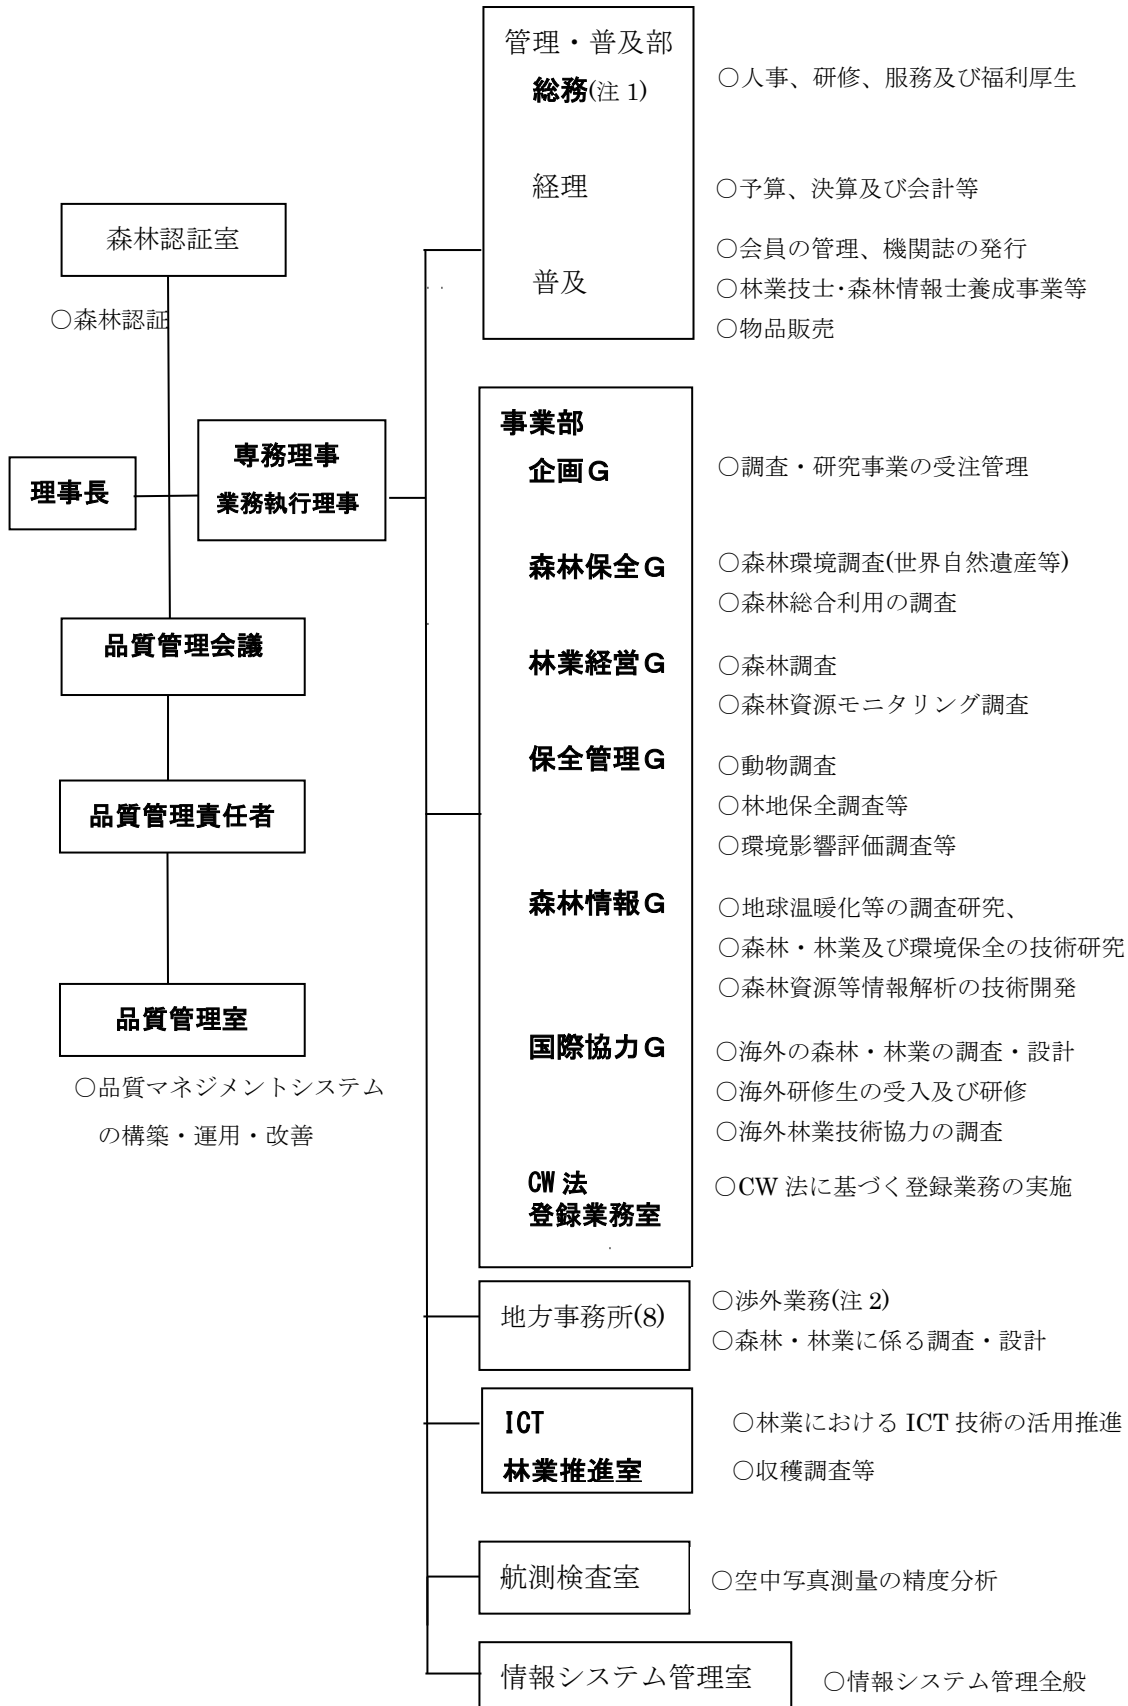 管理・普及部
総務(注1)
○人事、研修、服務及び福利厚生
経理
○予算、決算及び会計等
普及
○会員の管理、機関誌の発行
○林業技士･森林情報士養成事業等
○物品販売
森林認証室
○森林認証
理事長
専務理事
業務執行理事
品質管理会議
品質管理責任者
品質管理室
○品質マネジメントシステム
の構築・運用・改善
事業部
企画G
○調査・研究事業の受注管理
森林保全G
○森林環境調査(世界自然遺産等)
○森林総合利用の調査
林業経営G
○森林調査
○森林資源モニタリング調査
保全管理G
○動物調査
○林地保全調査等
○環境影響評価調査等
森林情報G
○地球温暖化等の調査研究、
○森林・林業及び環境保全の技術研究
○森林資源等情報解析の技術開発
国際協力G
○海外の森林・林業の調査・設計
○海外研修生の受入及び研修
○海外林業技術協力の調査
CW法
登録業務室
○CW法に基づく登録業務の実施
地方事務所(8)
○渉外業務(注2)
○森林・林業に係る調査・設計
ICT
林業推進室
○林業におけるICT技術の活用推進
○収穫調査等
航測検査室
○空中写真測量の精度分析
情報システム管理室
○情報システム管理全般